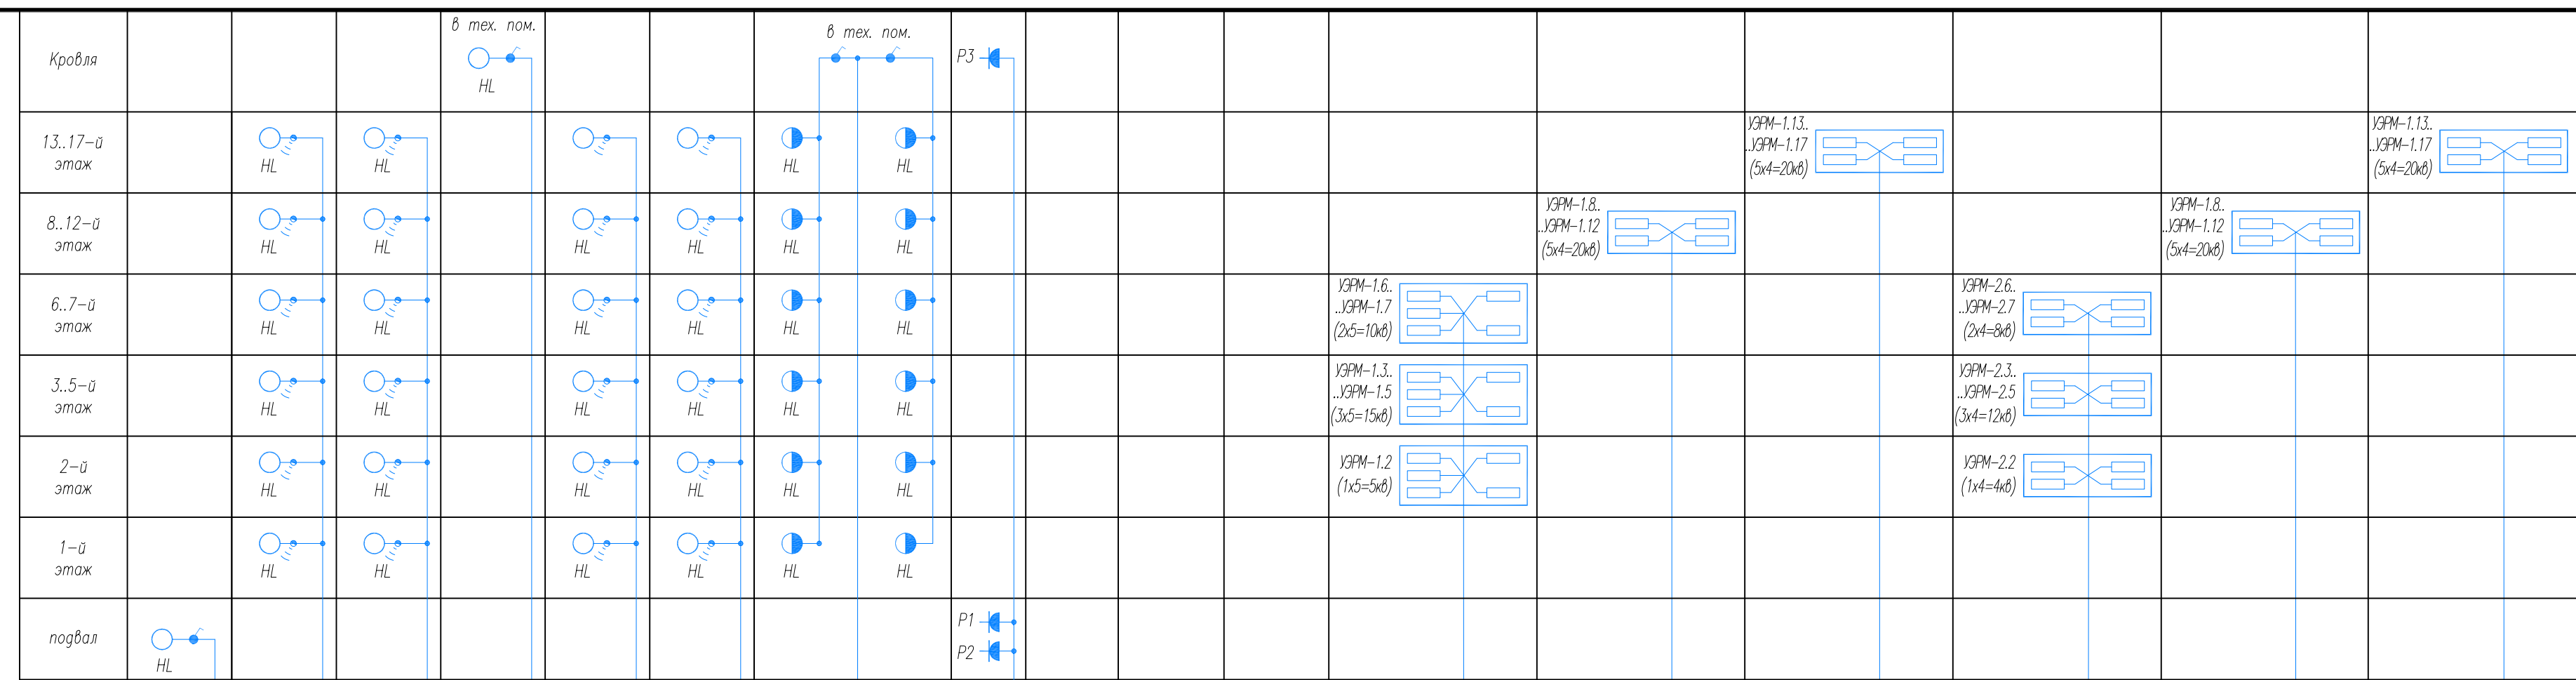 в тех. пом.
в тех. пом.
Кровля
P3
HL
13..17-й
этаж
HL HL HL HL HL HL
УЭРМ-1.13..
..УЭРМ-1.17
(5х4=20кв)
УЭРМ-1.13..
..УЭРМ-1.17
(5х4=20кв)
8..12-й
этаж
HL HL HL HL HL HL
УЭРМ-1.8..
..УЭРМ-1.12
(5х4=20кв)
УЭРМ-1.8..
..УЭРМ-1.12
(5х4=20кв)
6..7-й
этаж
HL HL HL HL HL HL
УЭРМ-1.6..
..УЭРМ-1.7
(2х5=10кв)
УЭРМ-2.6..
..УЭРМ-2.7
(2х4=8кв)
3..5-й
этаж
HL HL HL HL HL HL
УЭРМ-1.3..
..УЭРМ-1.5
(3х5=15кв)
УЭРМ-2.3..
..УЭРМ-2.5
(3х4=12кв)
2-й
этаж
HL HL HL HL HL HL
УЭРМ-1.2
(1х5=5кв)
УЭРМ-2.2
(1х4=4кв)
1-й
этаж
HL HL HL HL HL HL
подвал
HL
P1
P2